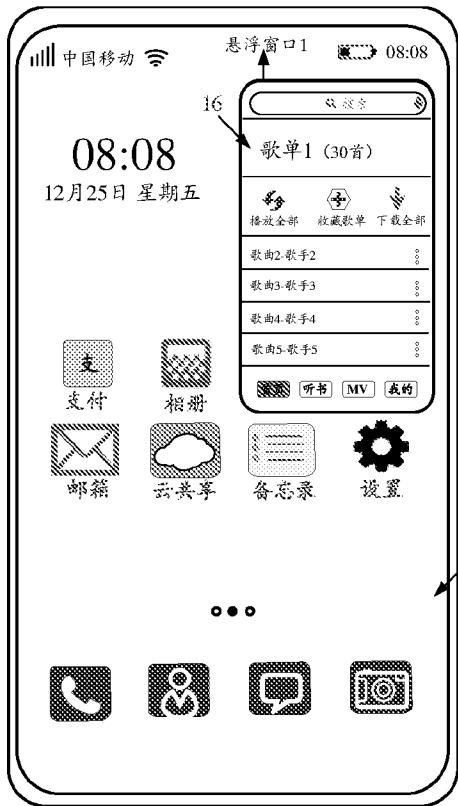 中国移动
悬浮窗口1
08:08
16
搜索
歌单1（30首）
08:08
12月25日 星期五
播放全部
收藏歌单
下载全部
歌曲2-歌手2
歌曲3-歌手3
歌曲4-歌手4
歌曲5-歌手5
听书
MV
我的
支
支付
相册
邮箱
云共享
备忘录
设置